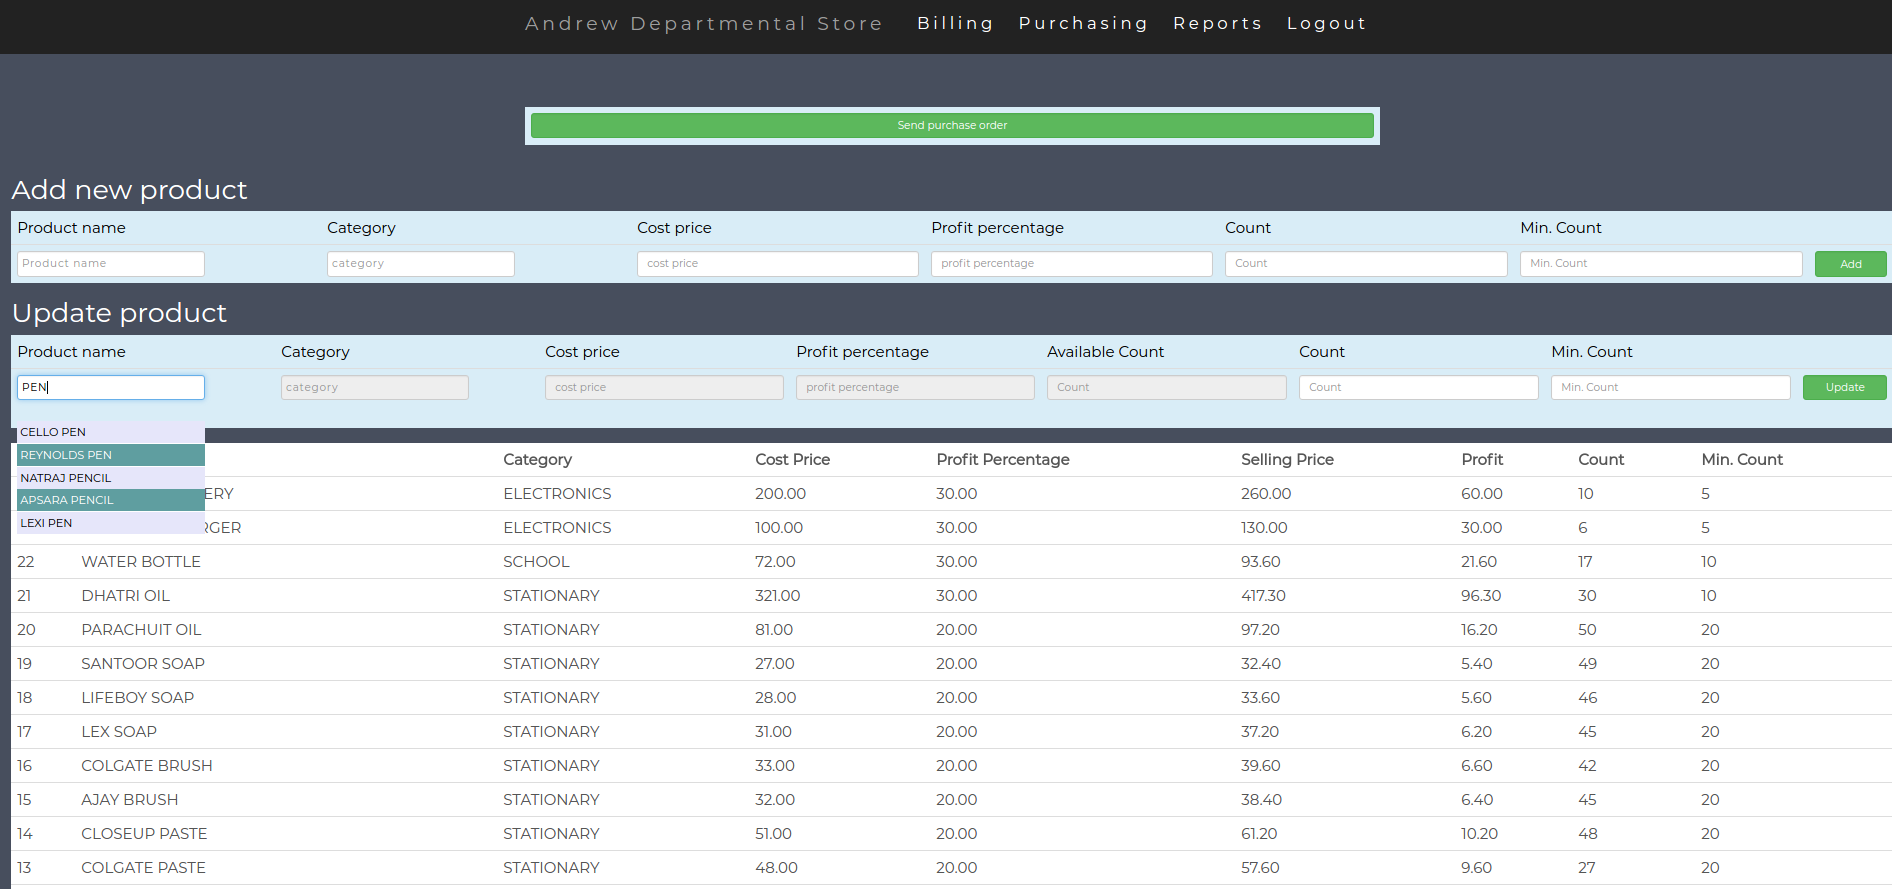 Andrew Departmental Store Billing Purchasing Reports Logout
Send purchase order
Add new product
Product name Category Cost price Profit percentage Count Min. Count
Product name category cost price profit percentage Count Min. Count Add
Update product
Product name Category Cost price Profit percentage Available Count Count Min. Count
PEN category cost price profit percentage Count Count Min. Count Update
CELLO PEN
REYNOLDS PEN
NATRAJ PENCIL
APSARA PENCIL
LEXI PEN
Category Cost Price Profit Percentage Selling Price Profit Count Min. Count
ERY ELECTRONICS 200.00 30.00 260.00 60.00 10 5
RGER ELECTRONICS 100.00 30.00 130.00 30.00 6 5
22 WATER BOTTLE SCHOOL 72.00 30.00 93.60 21.60 17 10
21 DHATRI OIL STATIONARY 321.00 30.00 417.30 96.30 30 10
20 PARACHUIT OIL STATIONARY 81.00 20.00 97.20 16.20 50 20
19 SANTOOR SOAP STATIONARY 27.00 20.00 32.40 5.40 49 20
18 LIFEBOY SOAP STATIONARY 28.00 20.00 33.60 5.60 46 20
17 LEX SOAP STATIONARY 31.00 20.00 37.20 6.20 45 20
16 COLGATE BRUSH STATIONARY 33.00 20.00 39.60 6.60 42 20
15 AJAY BRUSH STATIONARY 32.00 20.00 38.40 6.40 45 20
14 CLOSEUP PASTE STATIONARY 51.00 20.00 61.20 10.20 48 20
13 COLGATE PASTE STATIONARY 48.00 20.00 57.60 9.60 27 20